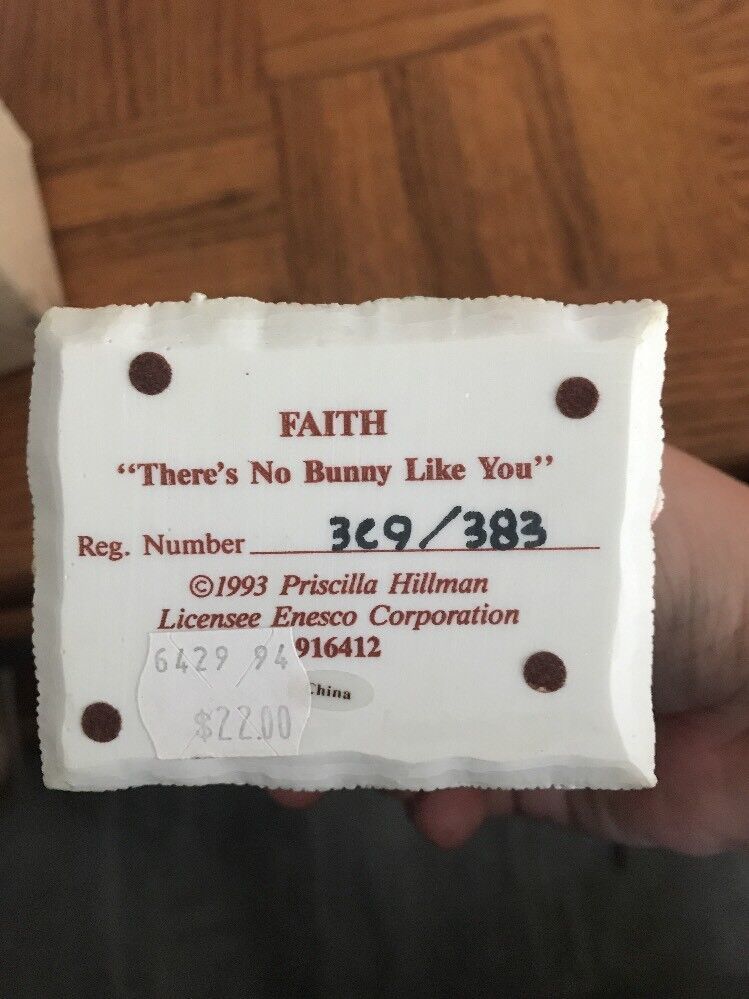 FAITH
“There's No Bunny Like You”
Reg. Number 3C9/383
©1993 Priscilla Hillman
Licensee Enesco Corporation
916412
6429 94
China
$22.00